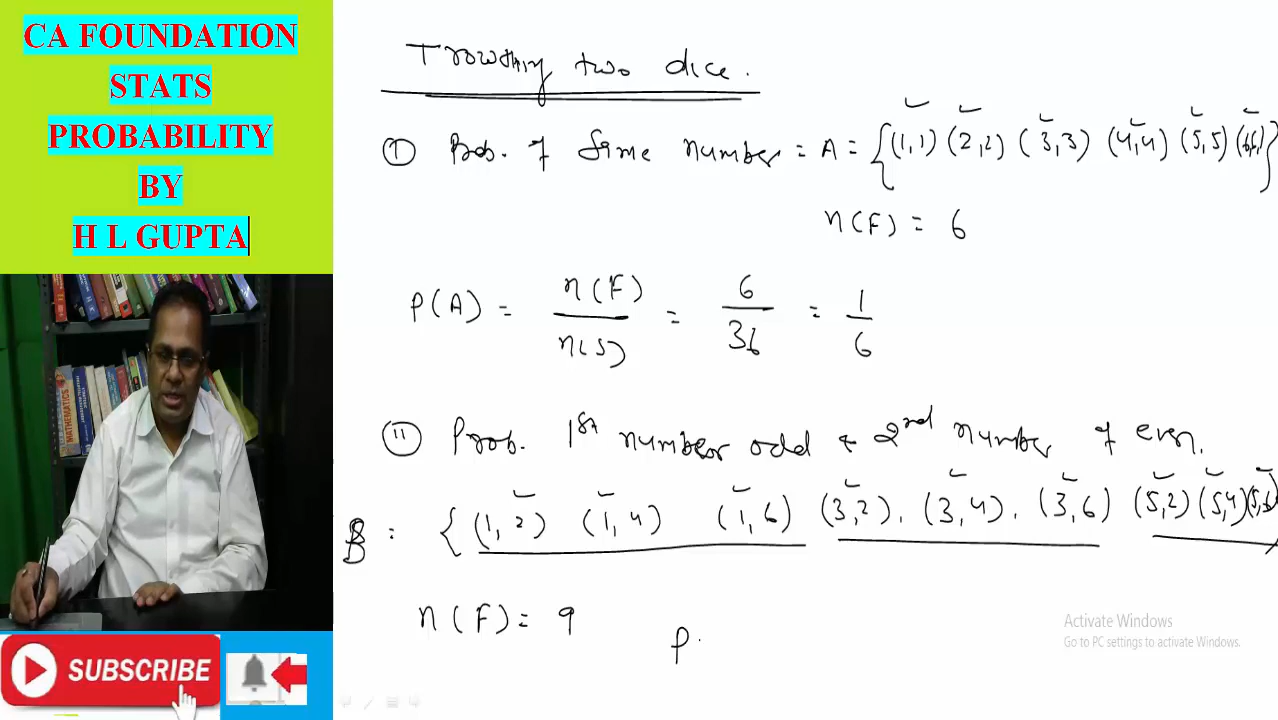 CA FOUNDATION
STATS
PROBABILITY
BY
H L GUPTA
MATHEMATICS
SUBSCRIBE
Throwing two dice.
(I) Prob. of Same number = A = {(1,1) (2,2) (3,3) (4,4) (5,5) (6,6)}
n(F) = 6
P(A) = n(F)/n(S) = 6/36 = 1/6
(II) Prob. 1st number odd & 2nd number of even.
B : { (1,2) (1,4) (1,6) (3,2), (3,4), (3,6) (5,2) (5,4) (5,6)
n(F) = 9
P
Activate Windows
Go to PC settings to activate Windows.